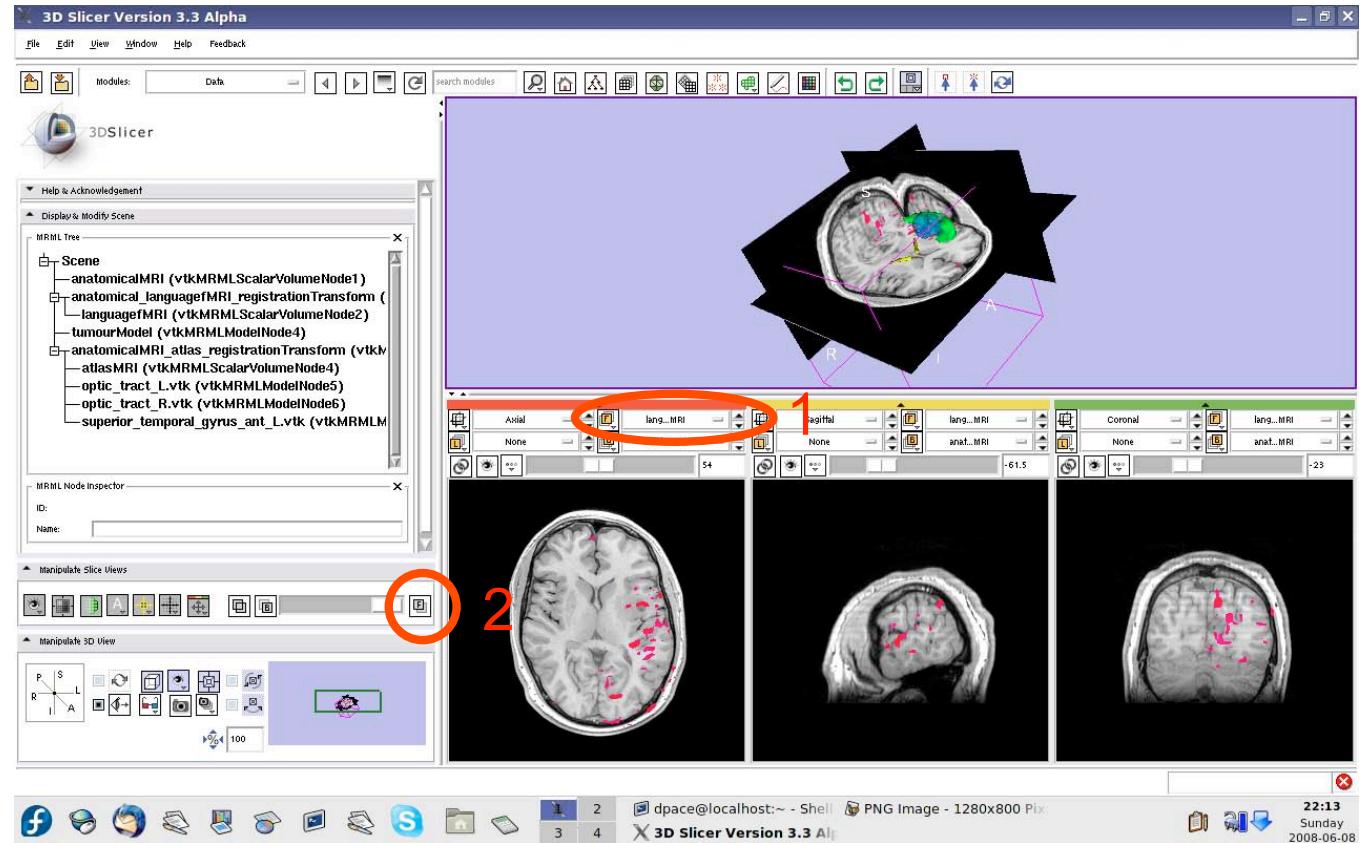 3D Slicer Version 3.3 Alpha
File Edit View Window Help Feedback
Modules: Data search modules
3DSlicer
Help & Acknowledgement
Display & Modify Scene
MRML Tree
Scene
anatomicalMRI (vtkMRMLScalarVolumeNode1)
anatomical_languagefMRI_registrationTransform (
languagefMRI (vtkMRMLScalarVolumeNode2)
tumourModel (vtkMRMLModelNode4)
anatomicalMRI_atlas_registrationTransform (vtkM
atlasMRI (vtkMRMLScalarVolumeNode4)
optic_tract_L.vtk (vtkMRMLModelNode5)
optic_tract_R.vtk (vtkMRMLModelNode6)
superior_temporal_gyrus_ant_L.vtk (vtkMRMLM
MRML Node Inspector
ID:
Name:
Manipulate Slice Views
B F
2
Manipulate 3D View
P S
R L
I A
100
S
A
R I
1
Axial F lang...MRI
L None B
54
Sagittal F lang...MRI
L None B anat...MRI
-61.5
Coronal F lang...MRI
L None B anat...MRI
-23
1 2
3 4
dpace@localhost:~ - Shell
PNG Image - 1280x800 Pix
3D Slicer Version 3.3 Alp
22:13
Sunday
2008-06-08